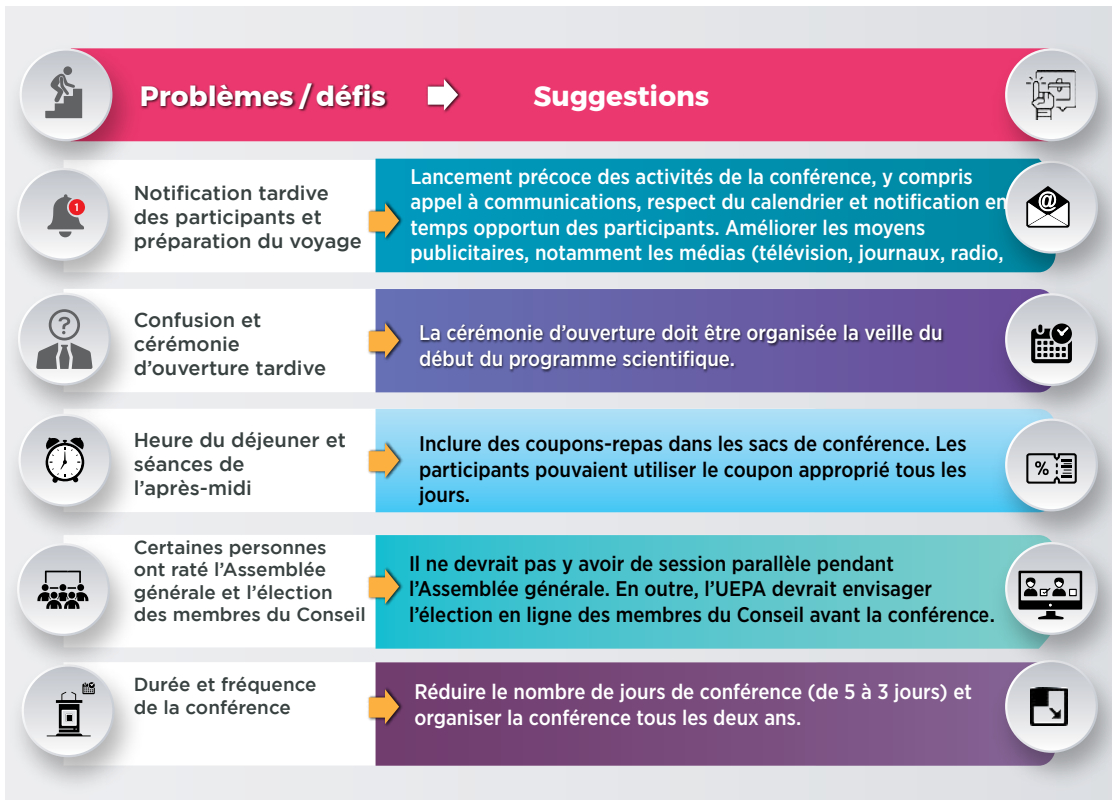 Problèmes / défis
Suggestions
Notification tardive
des participants et
préparation du voyage
1
Lancement précoce des activités de la conférence, y compris
appel à communications, respect du calendrier et notification en
temps opportun des participants. Améliorer les moyens
publicitaires, notamment les médias (télévision, journaux, radio,
@
Confusion et
cérémonie
d’ouverture tardive
?
La cérémonie d’ouverture doit être organisée la veille du
début du programme scientifique.
Heure du déjeuner et
séances de
l’après-midi
Inclure des coupons-repas dans les sacs de conférence. Les
participants pouvaient utiliser le coupon approprié tous les
jours.
%
Certaines personnes
ont raté l’Assemblée
générale et l’élection
des membres du Conseil
Il ne devrait pas y avoir de session parallèle pendant
l’Assemblée générale. En outre, l’UEPA devrait envisager
l’élection en ligne des membres du Conseil avant la conférence.
Durée et fréquence
de la conférence
Réduire le nombre de jours de conférence (de 5 à 3 jours) et
organiser la conférence tous les deux ans.